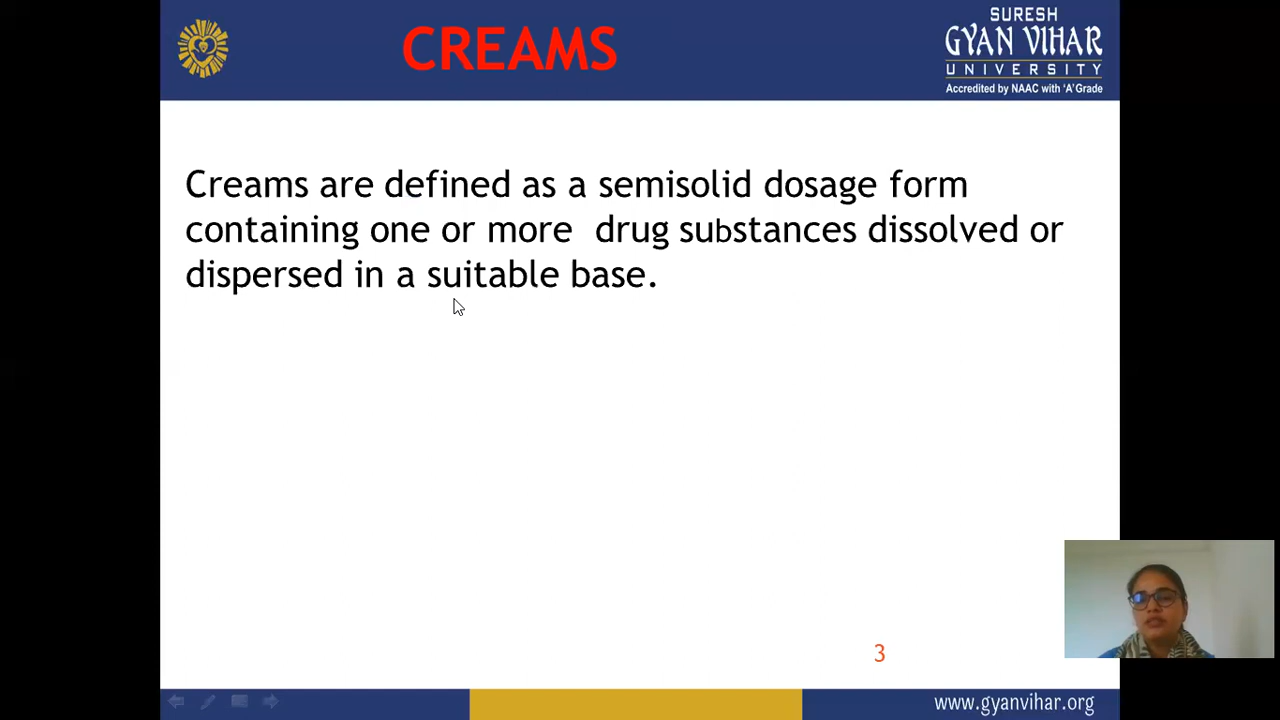 CREAMS
SURESH
GYAN VIHAR
UNIVERSITY
Accredited by NAAC with 'A' Grade
Creams are defined as a semisolid dosage form
containing one or more drug substances dissolved or
dispersed in a suitable base.
3
www.gyanvihar.org